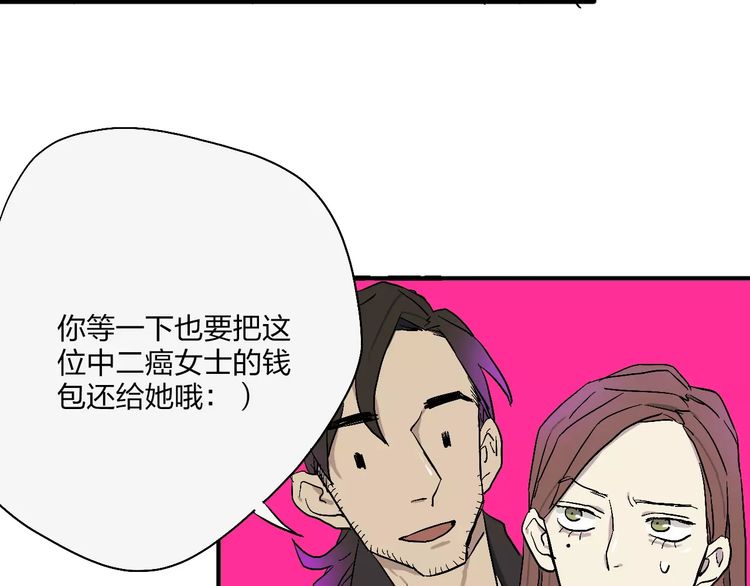 你等一下也要把这
位中二癌女士的钱
包还给她哦：）